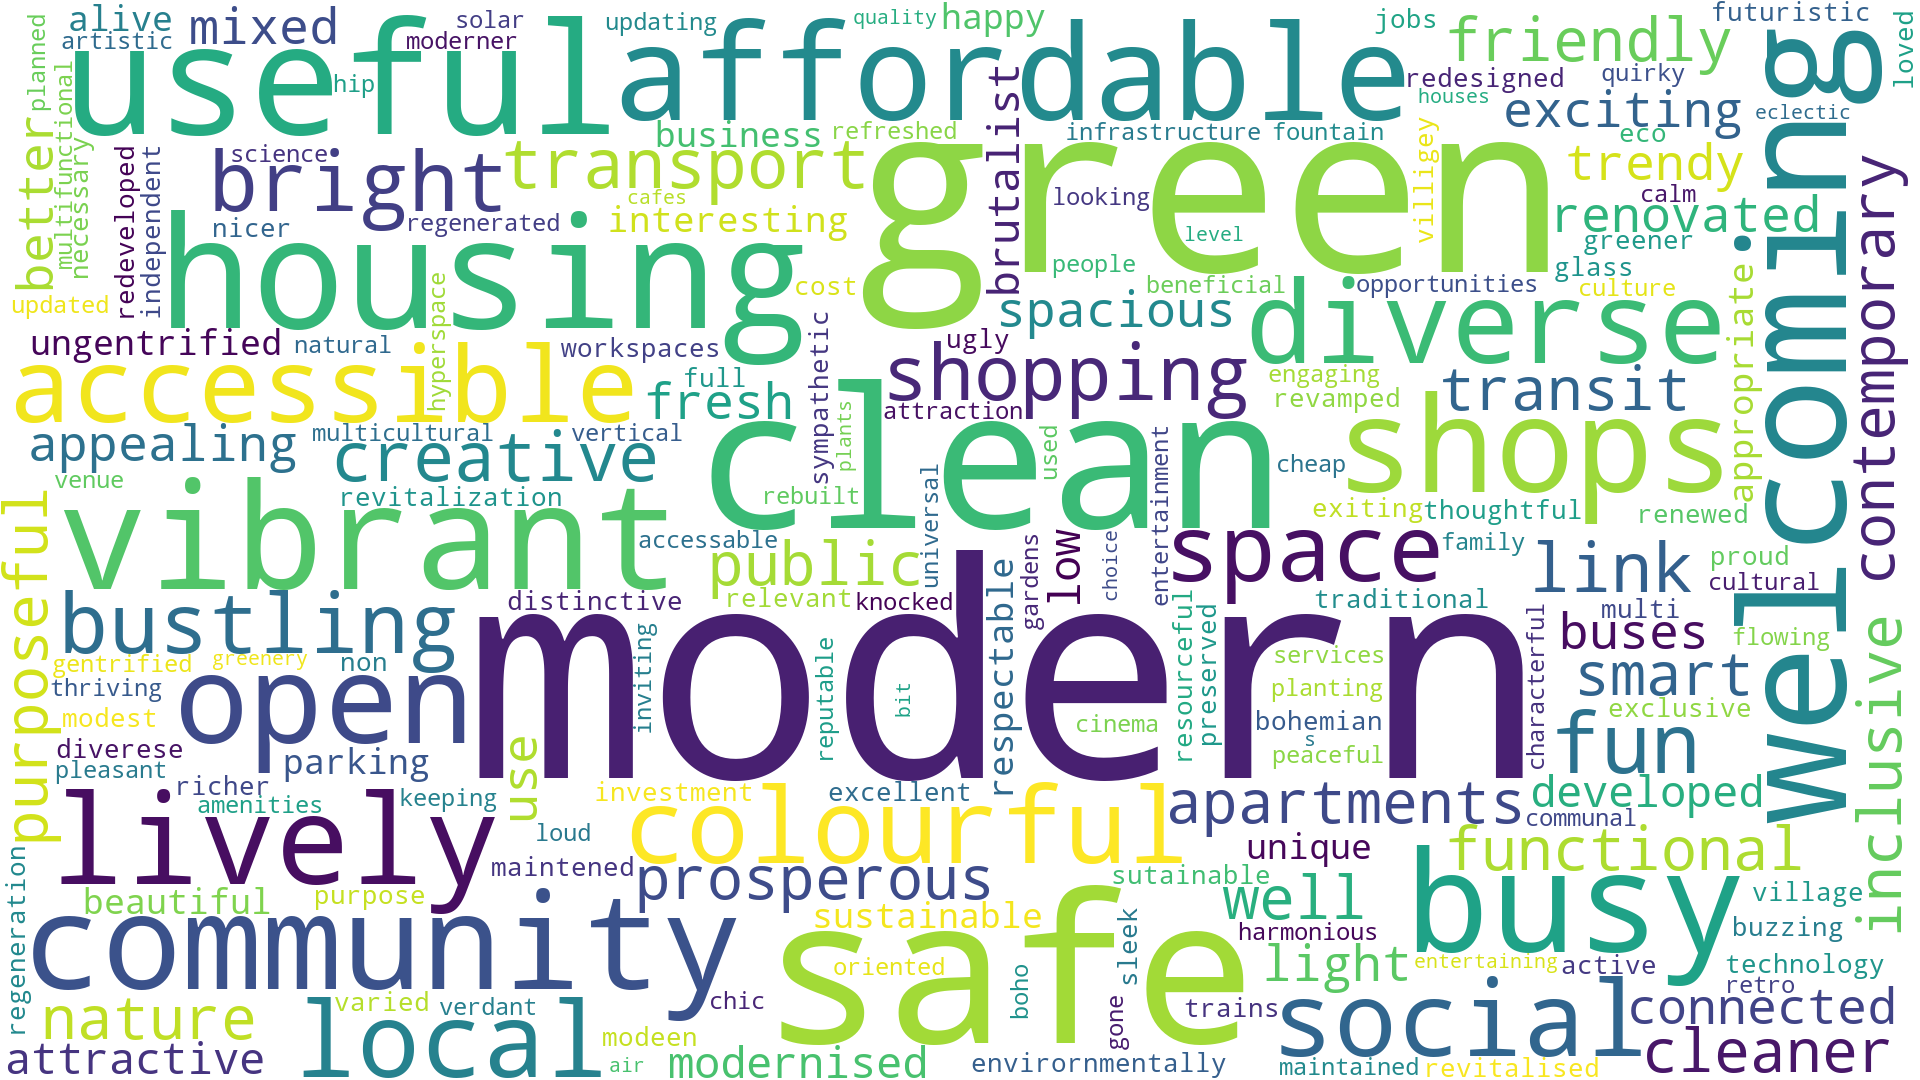 alive
mixed
solar
updating
quality
happy
jobs
futuristic
loved
artistic
moderner
planned
useful
affordable
friendly
welcoming
hip
redesigned
quirky
houses
better
multifunctional
necessary
brutalist
exciting
eclectic
business
refreshed
infrastructure
fountain
eco
science
redeveloped
independent
bright
transport
green
villigey
trendy
contemporary
cafes
looking
calm
nicer
regenerated
interesting
renovated
level
greener
housing
people
glass
updated
cost
beneficial
opportunities
culture
hyperspace
spacious
diverse
appropriate
sympathetic
ungentrified
natural
workspaces
ugly
shopping
accessible
full
fresh
engaging
revamped
transit
plants
attraction
shops
appealing
multicultural
vertical
creative
clean
used
entertainment
cheap
venue
revitalization
rebuilt
universal
exiting
thoughtful
renewed
purposeful
vibrant
accessable
public
space
family
link
proud
gardens
low
choice
cultural
respectable
bustling
distinctive
relevant
knocked
resourceful
preserved
traditional
multi
buses
inclusive
characterful
modern
inviting
reputable
gentrified
greenery
non
services
flowing
thriving
open
bit
planting
smart
modest
cinema
bohemian
exclusive
diverese
s
fun
pleasant
parking
use
peaceful
richer
lively
amenities
keeping
investment
excellent
apartments
developed
loud
colourful
communal
regeneration
maintened
unique
functional
beautiful
purpose
prosperous
sutainable
well
busy
village
community
sustainable
safe
sleek
harmonious
buzzing
oriented
light
entertaining
active
technology
boho
nature
varied
verdant
local
chic
gone
trains
social
retro
connected
attractive
modeen
air
modernised
envirornmentally
maintained
revitalised
cleaner